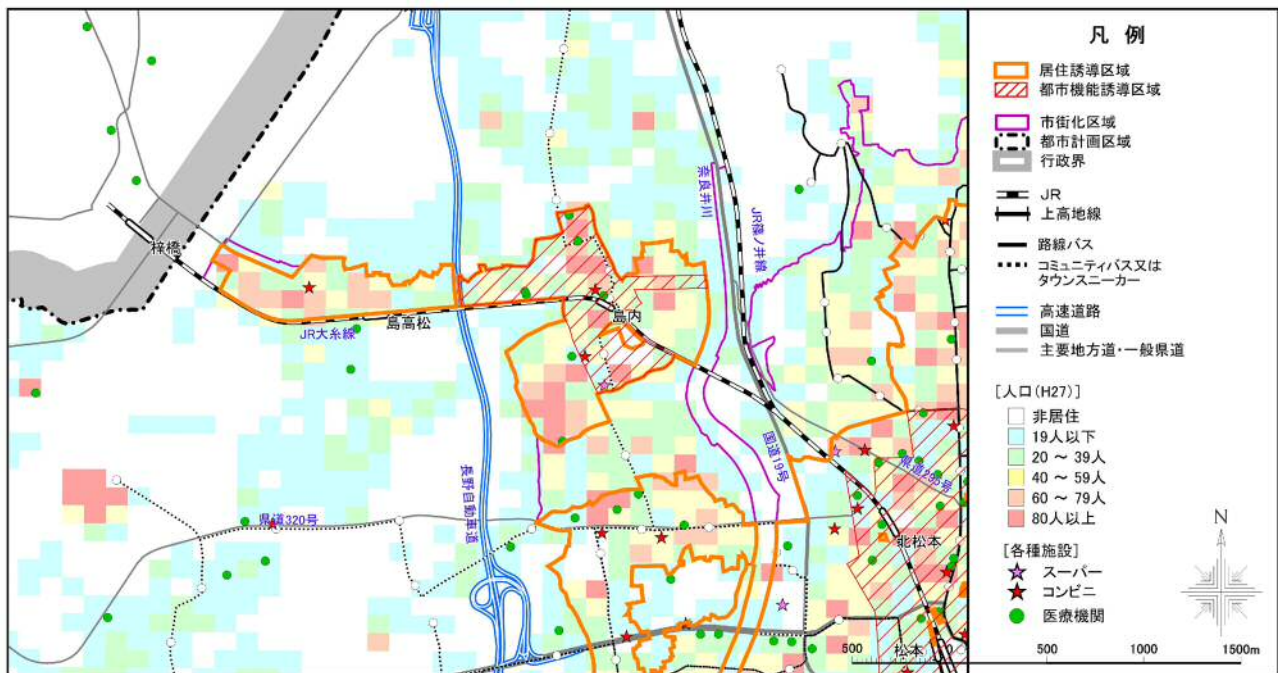 奈良井川
JR篠ノ井線
梓橋
島内
島高松
JR大糸線
国道19号
県道295号
長野自動車道
県道320号
北松本
松本
凡 例
居住誘導区域
都市機能誘導区域
市街化区域
都市計画区域
行政界
JR
上高地線
路線バス
コミュニティバス又は
タウンスニーカー
高速道路
国道
主要地方道・一般県道
[人口(H27)]
非居住
19人以下
20 ～ 39人
40 ～ 59人
60 ～ 79人
80人以上
[各種施設]
スーパー
コンビニ
医療機関
N
500
0
500
1000
1500m